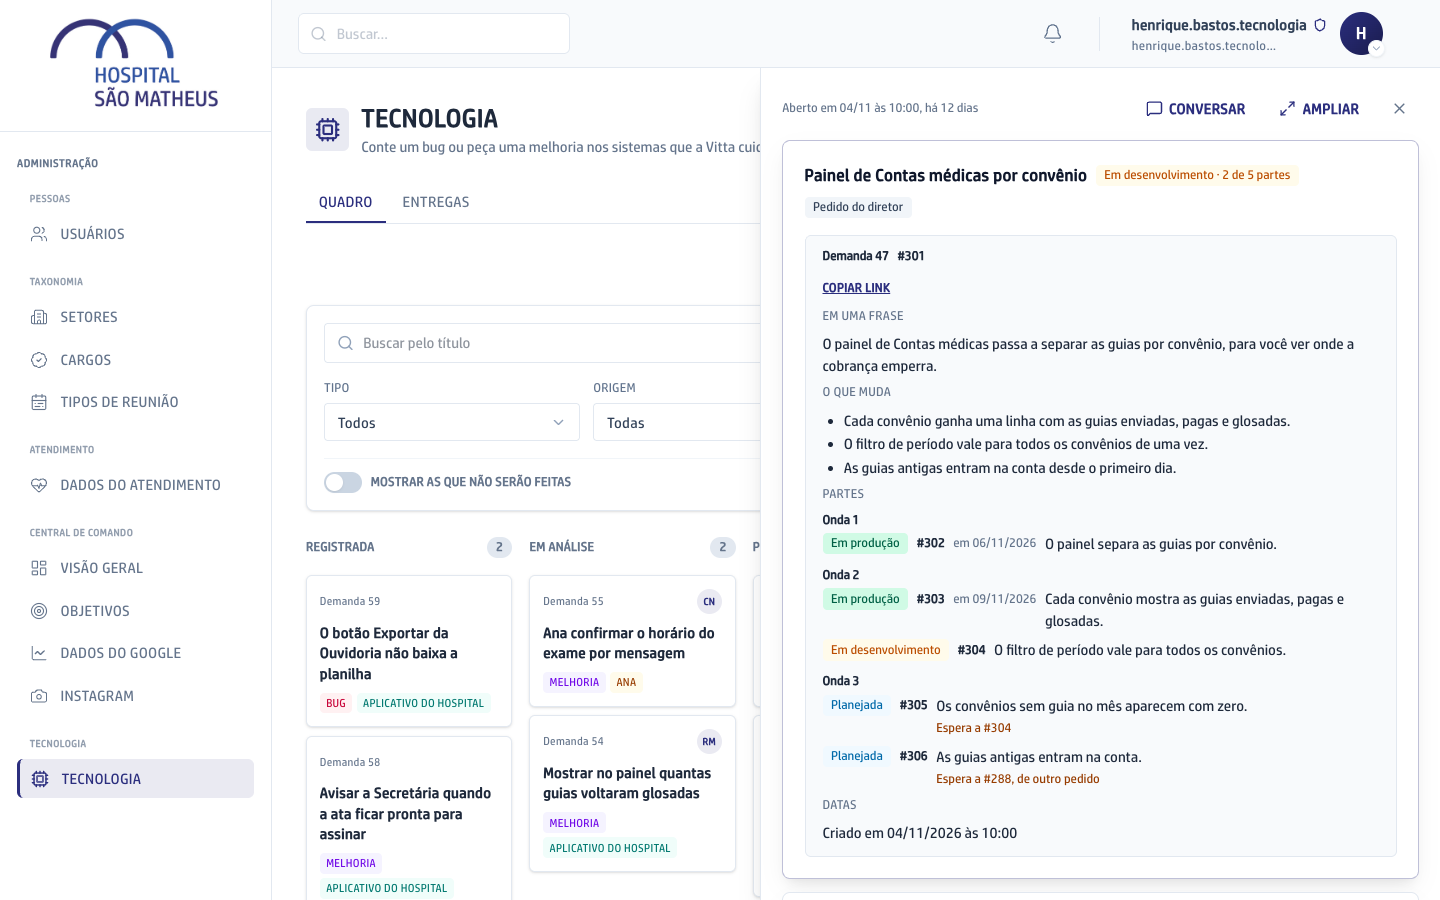 HOSPITAL
SÃO MATHEUS
ADMINISTRAÇÃO
PESSOAS
USUÁRIOS
TAXONOMIA
SETORES
CARGOS
TIPOS DE REUNIÃO
ATENDIMENTO
DADOS DO ATENDIMENTO
CENTRAL DE COMANDO
VISÃO GERAL
OBJETIVOS
DADOS DO GOOGLE
INSTAGRAM
TECNOLOGIA
TECNOLOGIA
Buscar...
henrique.bastos.tecnologia
henrique.bastos.tecnolo...
H
TECNOLOGIA
Conte um bug ou peça uma melhoria nos sistemas que a Vitta cuid
QUADRO ENTREGAS
Buscar pelo título
TIPO ORIGEM
Todos Todas
MOSTRAR AS QUE NÃO SERÃO FEITAS
REGISTRADA 2
Demanda 59
O botão Exportar da
Ouvidoria não baixa a
planilha
BUG APLICATIVO DO HOSPITAL
Demanda 58
Avisar a Secretária quando
a ata ficar pronta para
assinar
MELHORIA
APLICATIVO DO HOSPITAL
EM ANÁLISE 2
Demanda 55 CN
Ana confirmar o horário do
exame por mensagem
MELHORIA ANA
Demanda 54 RM
Mostrar no painel quantas
guias voltaram glosadas
MELHORIA
APLICATIVO DO HOSPITAL
P
Aberto em 04/11 às 10:00, há 12 dias
CONVERSAR AMPLIAR
Painel de Contas médicas por convênio Em desenvolvimento · 2 de 5 partes
Pedido do diretor
Demanda 47 #301
COPIAR LINK
EM UMA FRASE
O painel de Contas médicas passa a separar as guias por convênio, para você ver onde a
cobrança emperra.
O QUE MUDA
• Cada convênio ganha uma linha com as guias enviadas, pagas e glosadas.
• O filtro de período vale para todos os convênios de uma vez.
• As guias antigas entram na conta desde o primeiro dia.
PARTES
Onda 1
Em produção #302 em 06/11/2026 O painel separa as guias por convênio.
Onda 2
Em produção #303 em 09/11/2026 Cada convênio mostra as guias enviadas, pagas e
glosadas.
Em desenvolvimento #304 O filtro de período vale para todos os convênios.
Onda 3
Planejada #305 Os convênios sem guia no mês aparecem com zero.
Espera a #304
Planejada #306 As guias antigas entram na conta.
Espera a #288, de outro pedido
DATAS
Criado em 04/11/2026 às 10:00